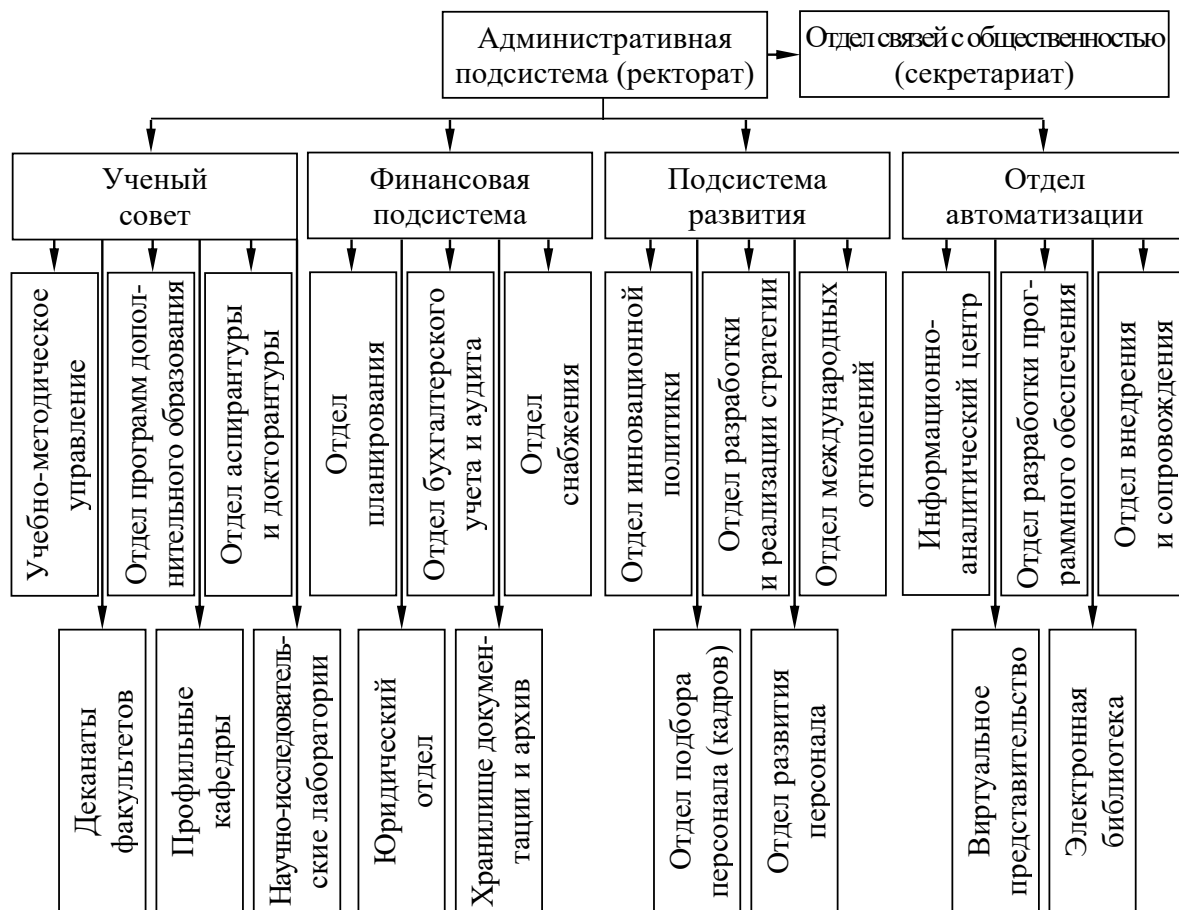 Административная
подсистема (ректорат)
Отдел связей с общественностью
(секретариат)
Ученый
совет
Финансовая
подсистема
Подсистема
развития
Отдел
автоматизации
Учебно-методическое
управление
Отдел программ допол-
нительного образования
Отдел аспирантуры
и докторантуры
Отдел
планирования
Отдел бухгалтерского
учета и аудита
Отдел
снабжения
Отдел инновационной
политики
Отдел разработки
и реализации стратегии
Отдел международных
отношений
Информационно-
аналитический центр
Отдел разработки прог-
раммного обеспечения
Отдел внедрения
и сопровождения
Деканаты
факультетов
Профильные
кафедры
Научно-исследователь-
ские лаборатории
Юридический
отдел
Хранилище докумен-
тации и архив
Отдел подбора
персонала (кадров)
Отдел развития
персонала
Виртуальное
представительство
Электронная
библиотека